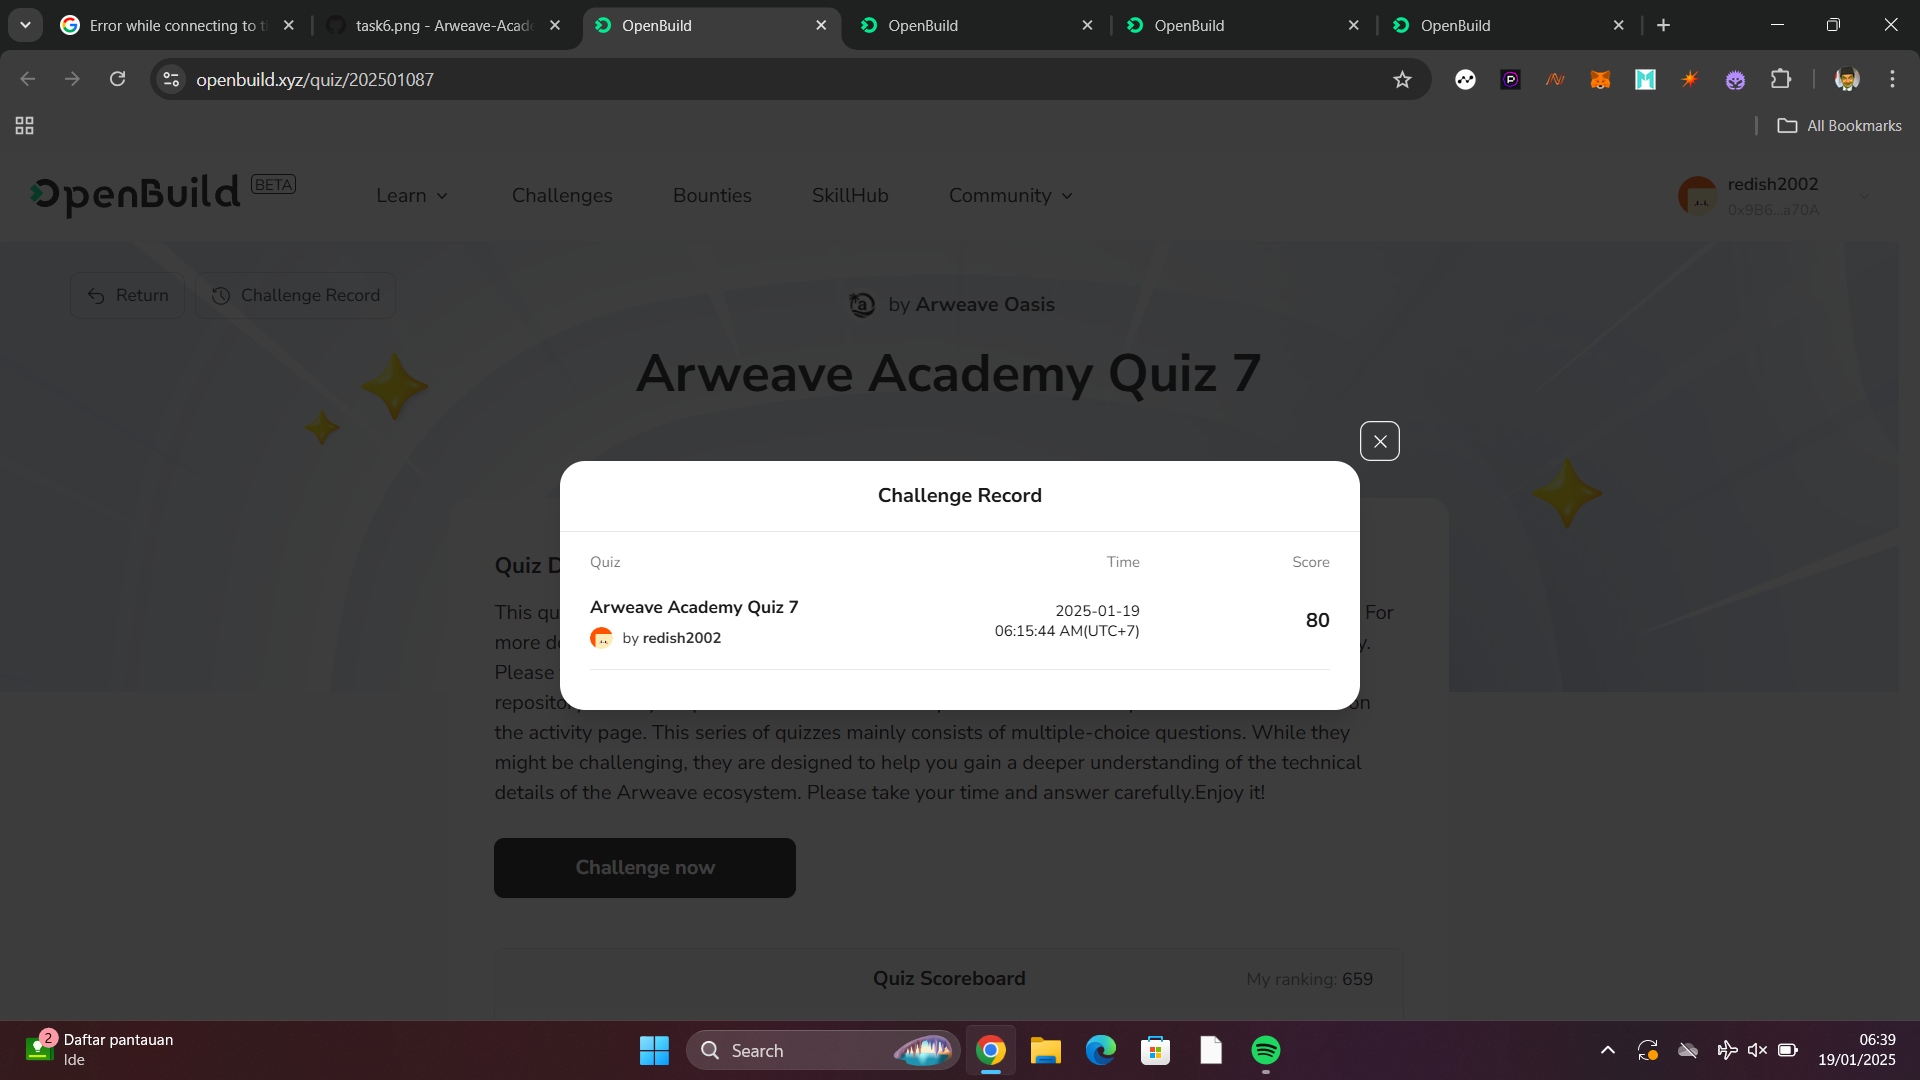 Error while connecting to t
task6.png - Arweave-Acade
OpenBuild
OpenBuild
OpenBuild
OpenBuild
openbuild.xyz/quiz/202501087
All Bookmarks
OpenBuild BETA
Learn
Challenges
Bounties
SkillHub
Community
redish2002
0x9B6...a70A
Return
Challenge Record
by Arweave Oasis
Arweave Academy Quiz 7
Challenge Record
Quiz
Time
Score
Arweave Academy Quiz 7
by redish2002
2025-01-19
06:15:44 AM(UTC+7)
80
Quiz D
This qu
For
more de
y.
Please
repository
on
the activity page. This series of quizzes mainly consists of multiple-choice questions. While they
might be challenging, they are designed to help you gain a deeper understanding of the technical
details of the Arweave ecosystem. Please take your time and answer carefully.Enjoy it!
Challenge now
Quiz Scoreboard
My ranking: 659
2
Daftar pantauan
Ide
Search
06:39
19/01/2025